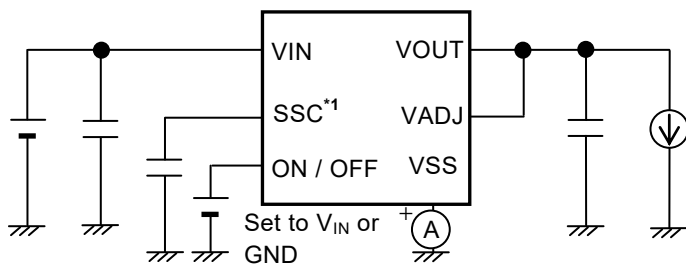 VIN VOUT
SSC*1 VADJ
ON / OFF VSS
Set to VIN or
GND
+
A